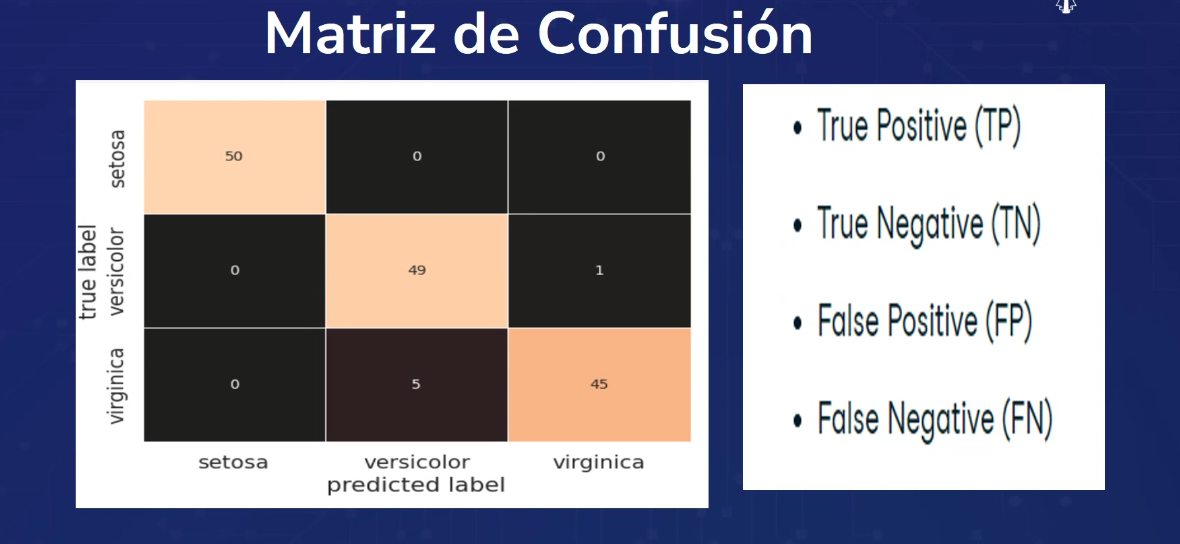 Matriz de Confusión
true label
setosa
50 0 0
versicolor
0 49 1
virginica
0 5 45
setosa versicolor virginica
predicted label
• True Positive (TP)
• True Negative (TN)
• False Positive (FP)
• False Negative (FN)